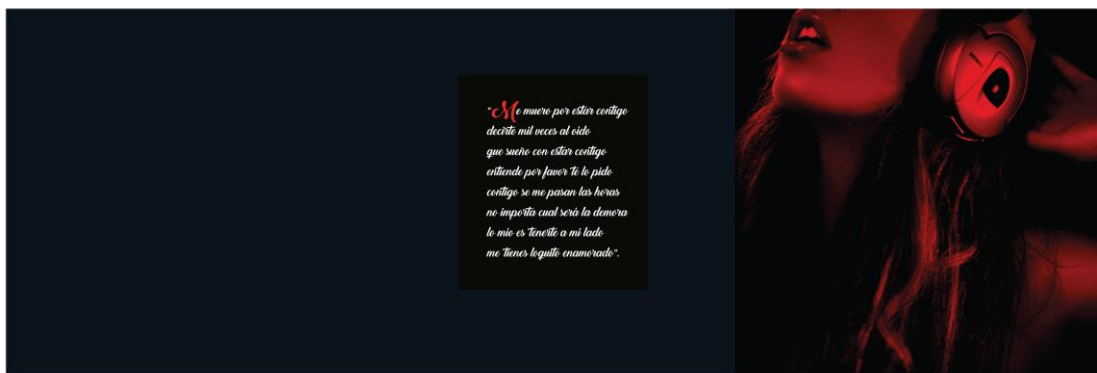 "Me muero por estar contigo
decirte mil veces al oido
que sueño con estar contigo
entiende por favor te lo pido
contigo se me pasan las horas
no importa cual será la demora
lo mio es tenerte a mi lado
me tienes loquito enamorado".